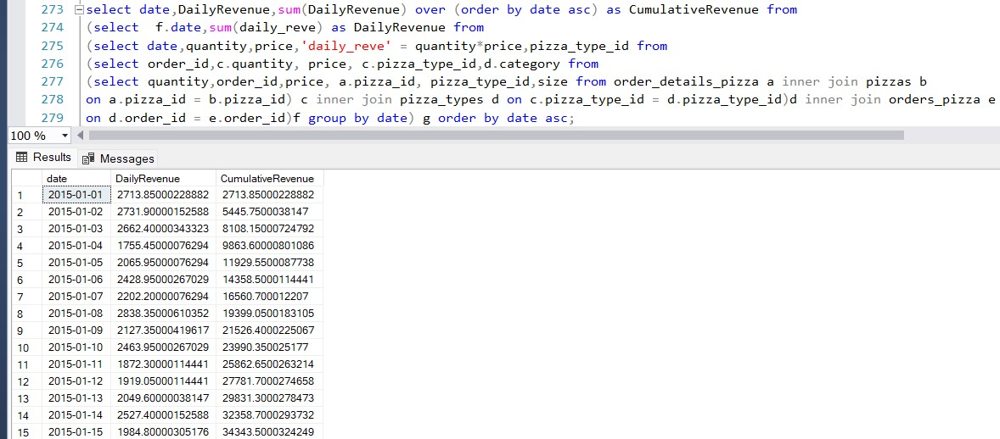 273 select date,DailyRevenue,sum(DailyRevenue) over (order by date asc) as CumulativeRevenue from
274 (select  f.date,sum(daily_reve) as DailyRevenue from
275 (select date,quantity,price,'daily_reve' = quantity*price,pizza_type_id from
276 (select order_id,c.quantity, price, c.pizza_type_id,d.category from
277 (select quantity,order_id,price, a.pizza_id, pizza_type_id,size from order_details_pizza a inner join pizzas b
278 on a.pizza_id = b.pizza_id) c inner join pizza_types d on c.pizza_type_id = d.pizza_type_id)d inner join orders_pizza e
279 on d.order_id = e.order_id)f group by date) g order by date asc;
100 %
Results Messages
date DailyRevenue CumulativeRevenue
1 2015-01-01 2713.85000228882 2713.85000228882
2 2015-01-02 2731.90000152588 5445.7500038147
3 2015-01-03 2662.40000343323 8108.15000724792
4 2015-01-04 1755.45000076294 9863.60000801086
5 2015-01-05 2065.95000076294 11929.5500087738
6 2015-01-06 2428.95000267029 14358.5000114441
7 2015-01-07 2202.20000076294 16560.700012207
8 2015-01-08 2838.35000610352 19399.0500183105
9 2015-01-09 2127.35000419617 21526.4000225067
10 2015-01-10 2463.95000267029 23990.350025177
11 2015-01-11 1872.30000114441 25862.6500263214
12 2015-01-12 1919.05000114441 27781.7000274658
13 2015-01-13 2049.60000038147 29831.3000278473
14 2015-01-14 2527.40000152588 32358.7000293732
15 2015-01-15 1984.80000305176 34343.5000324249